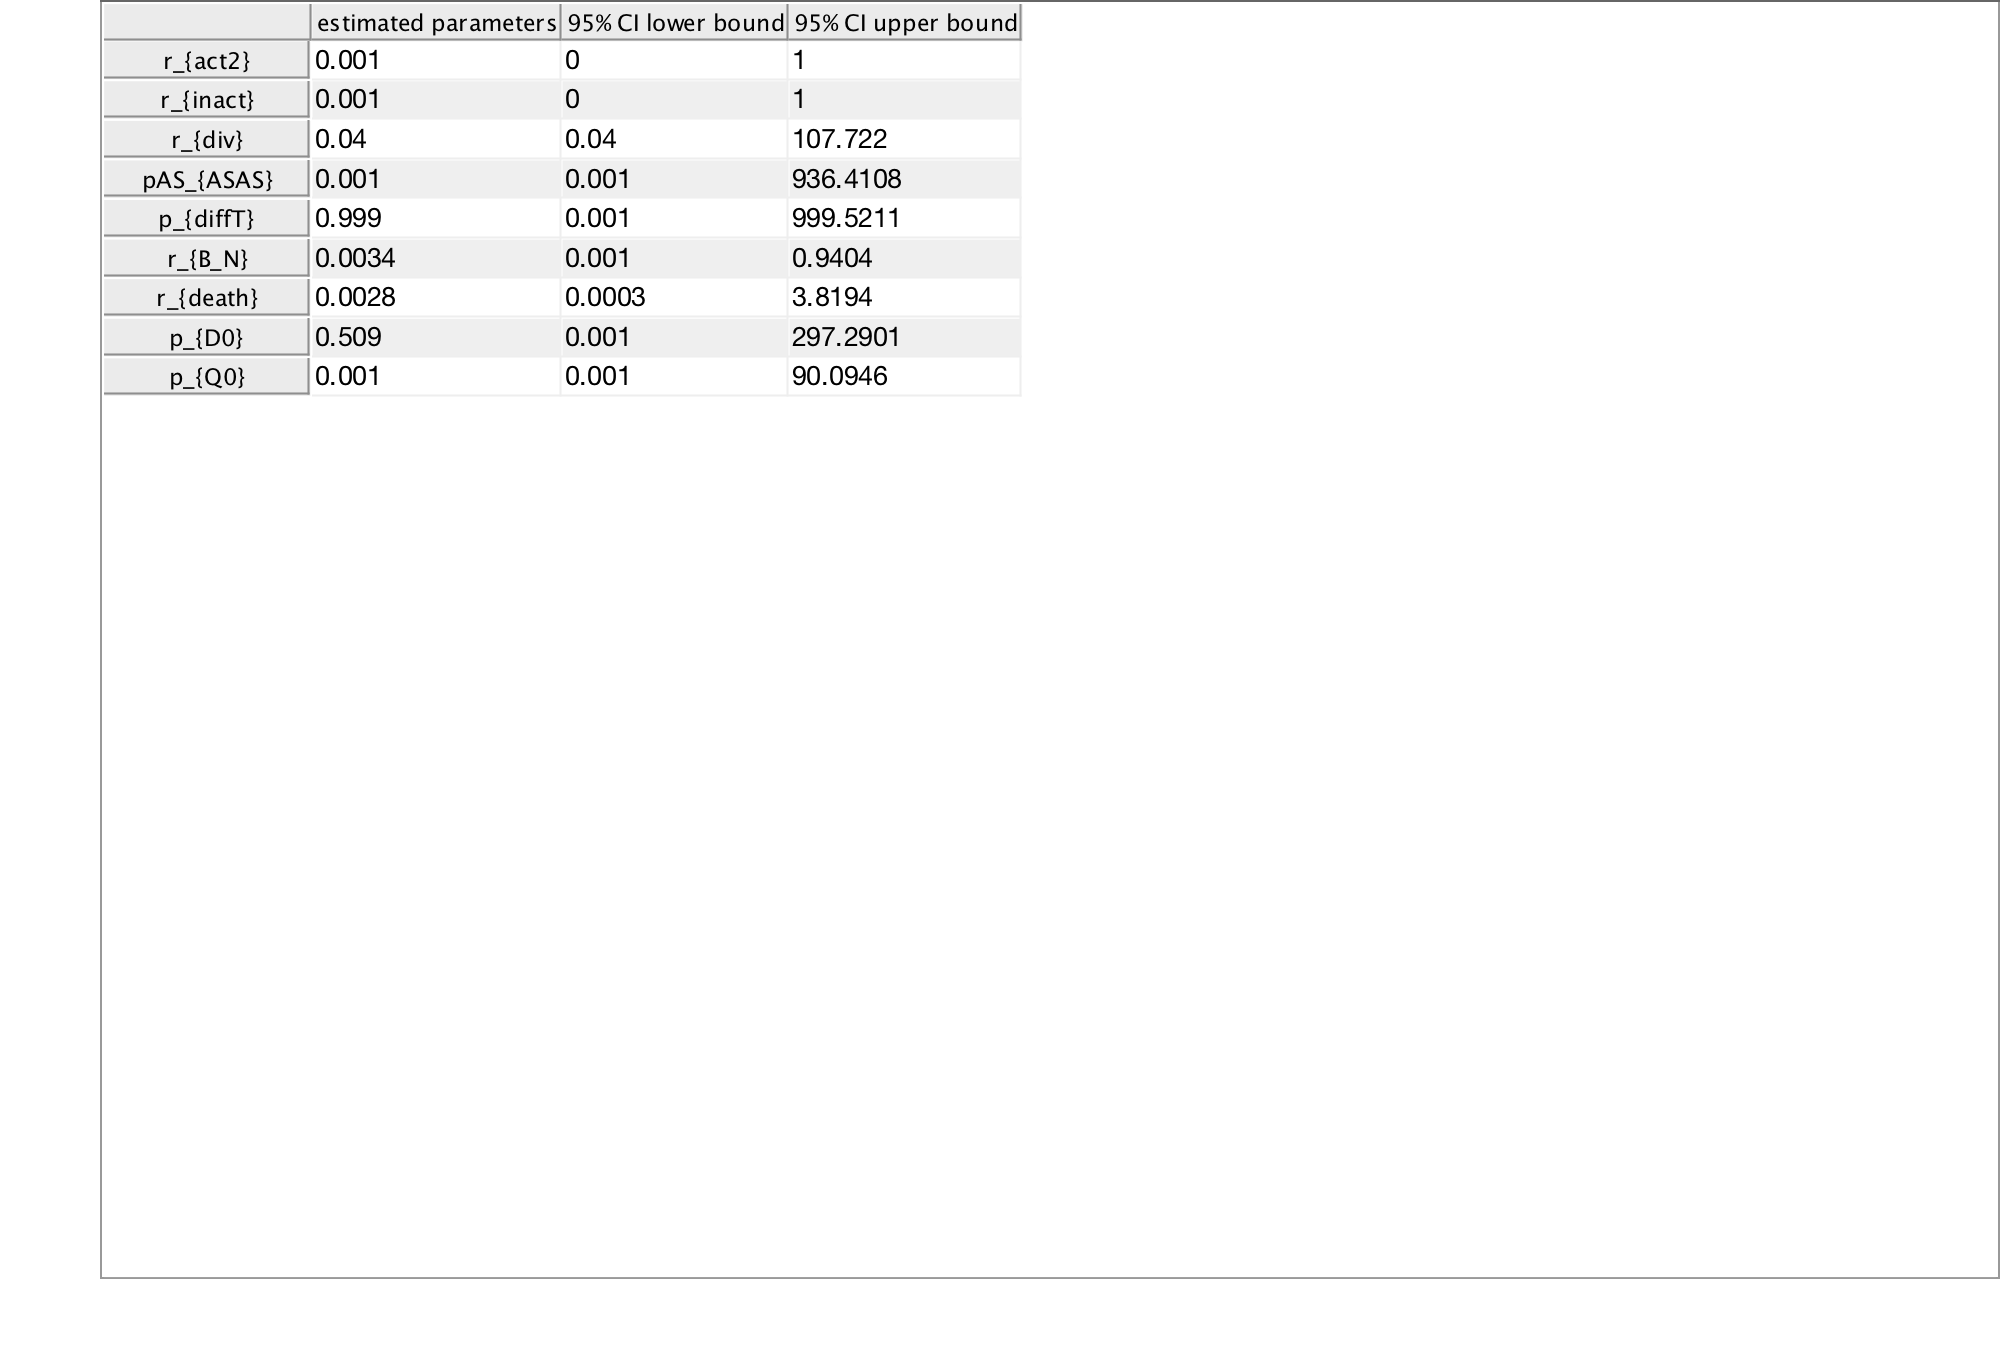 estimated parameters 95% CI lower bound 95% CI upper bound
r_{act2} 0.001 0 1
r_{inact} 0.001 0 1
r_{div} 0.04 0.04 107.722
pAS_{ASAS} 0.001 0.001 936.4108
p_{diffT} 0.999 0.001 999.5211
r_{B_N} 0.0034 0.001 0.9404
r_{death} 0.0028 0.0003 3.8194
p_{D0} 0.509 0.001 297.2901
p_{Q0} 0.001 0.001 90.0946